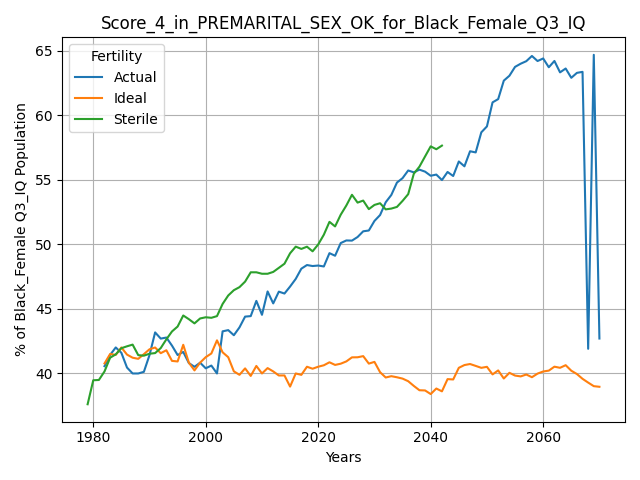 Score_4_in_PREMARITAL_SEX_OK_for_Black_Female_Q3_IQ
Fertility
Actual
Ideal
Sterile
% of Black_Female Q3_IQ Population
65
60
55
50
45
40
1980
2000
2020
2040
2060
Years